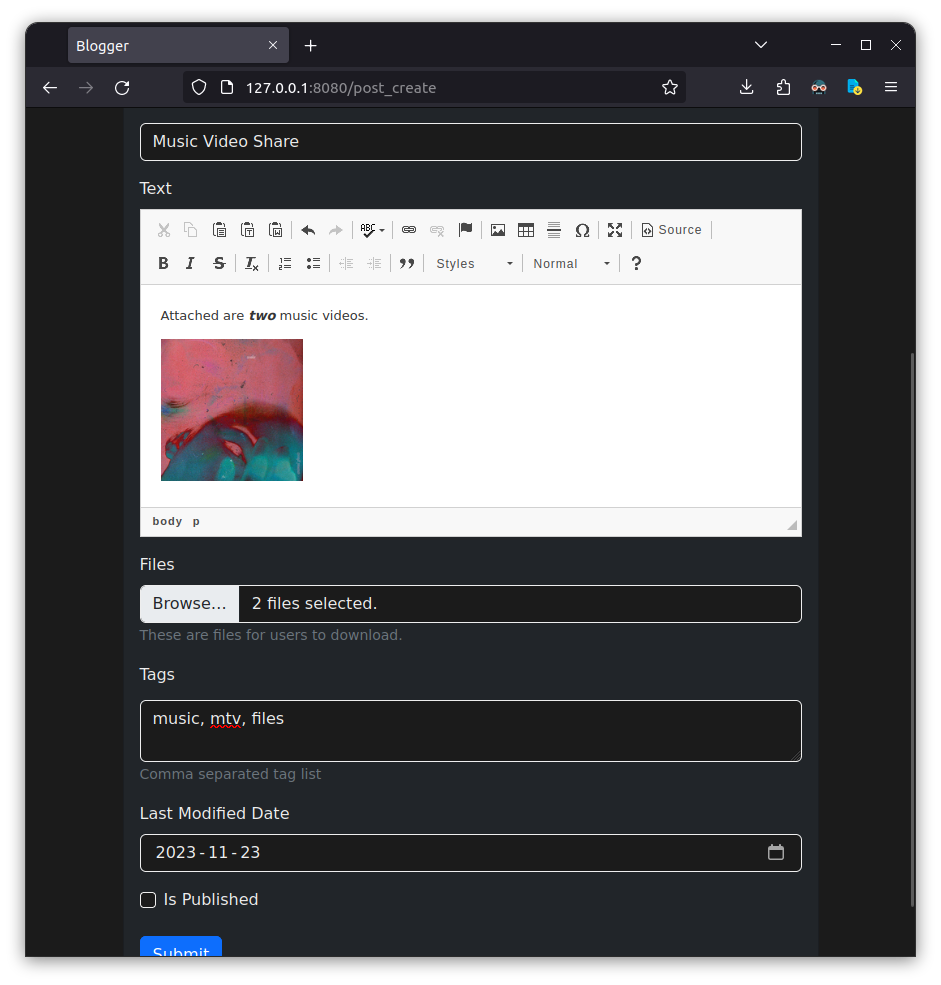 Blogger
127.0.0.1:8080/post_create
Music Video Share
Text
ABC
Source
B I S Tx Styles Normal ?
Attached are two music videos.
body p
Files
Browse... 2 files selected.
These are files for users to download.
Tags
music, mtv, files
Comma separated tag list
Last Modified Date
2023-11-23
Is Published
Submit